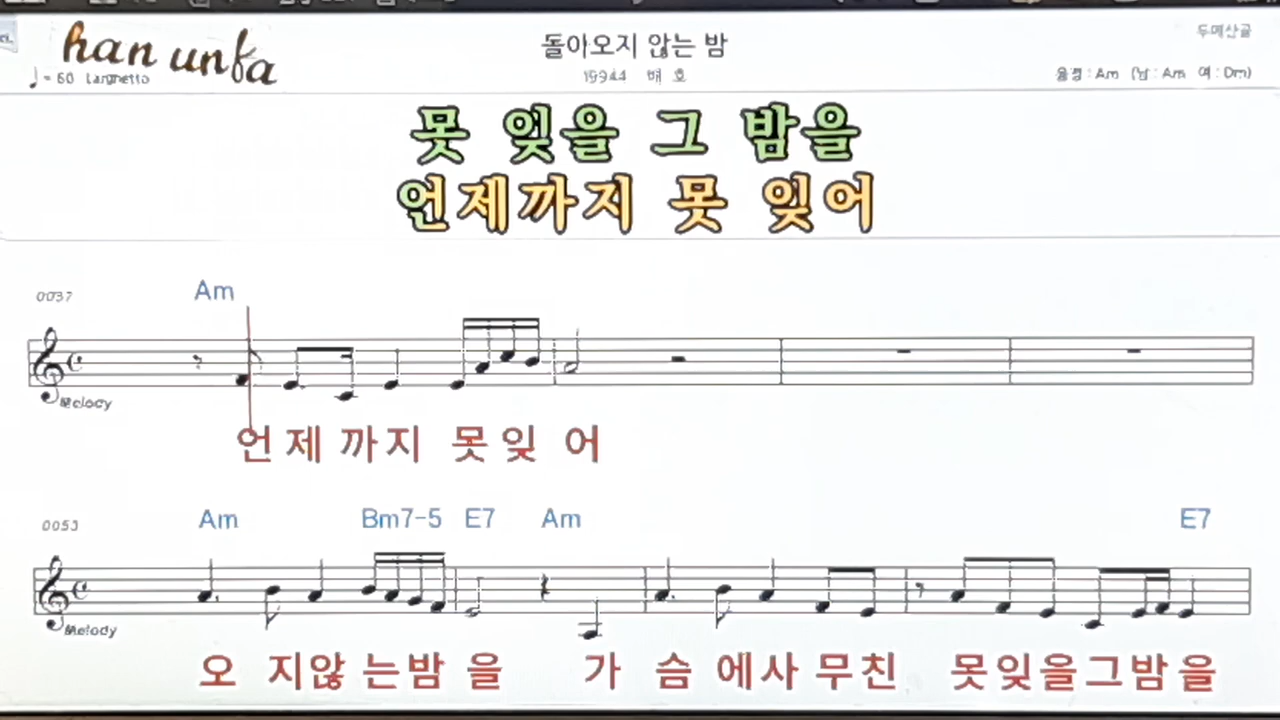 han unfa
돌아오지 않는 밤
두메산골
♩ = 60 Larghetto
19944 배 호
음정 : Am (남 : Am 여 : Dm)
못 잊을 그 밤을
언제까지 못 잊어
0037
Am
Melody
언 제 까 지 못 잊 어
0053
Am Bm7-5 E7 Am E7
Melody
오 지않 는밤 을 가 슴 에사 무친 못잊을그밤을